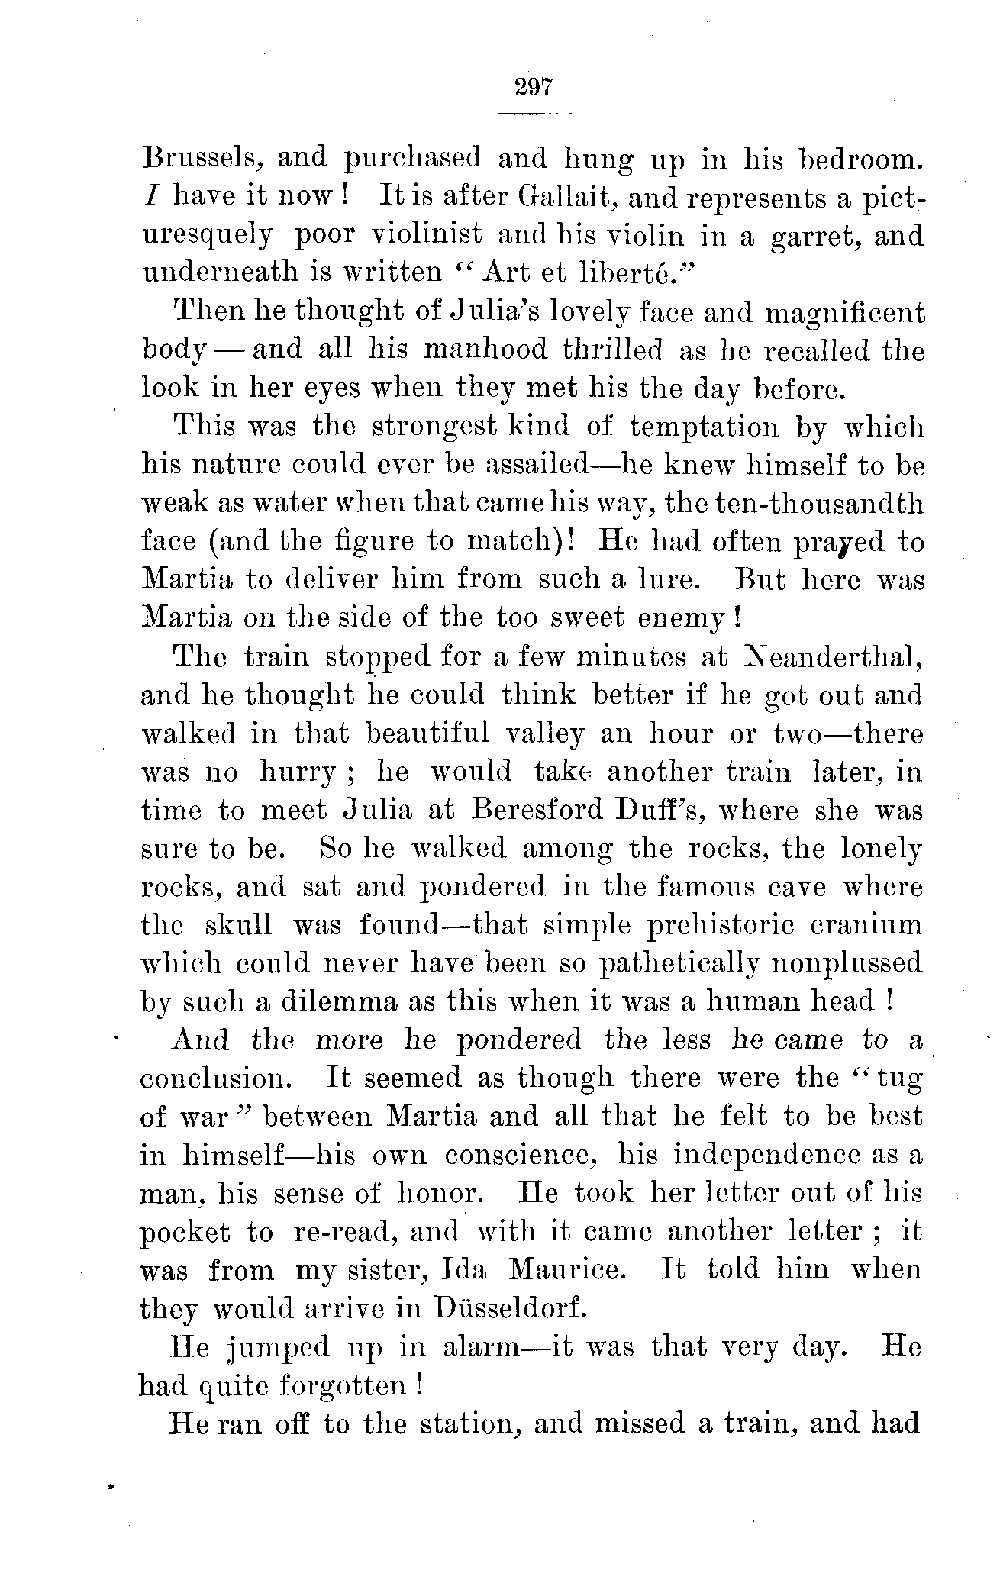 297
Brussels, and purchased and hung up in his bedroom.
I have it now! It is after Gallait, and represents a pict-
uresquely poor violinist and his violin in a garret, and
underneath is written “Art et liberté.”
Then he thought of Julia's lovely face and magnificent
body—and all his manhood thrilled as he recalled the
look in her eyes when they met his the day before.
This was the strongest kind of temptation by which
his nature could ever be assailed—he knew himself to be
weak as water when that came his way, the ten-thousandth
face (and the figure to match)! He had often prayed to
Martia to deliver him from such a lure. But here was
Martia on the side of the too sweet enemy!
The train stopped for a few minutes at Neanderthal,
and he thought he could think better if he got out and
walked in that beautiful valley an hour or two—there
was no hurry; he would take another train later, in
time to meet Julia at Beresford Duff's, where she was
sure to be. So he walked among the rocks, the lonely
rocks, and sat and pondered in the famous cave where
the skull was found—that simple prehistoric cranium
which could never have been so pathetically nonplussed
by such a dilemma as this when it was a human head!
And the more he pondered the less he came to a
conclusion. It seemed as though there were the “tug
of war” between Martia and all that he felt to be best
in himself—his own conscience, his independence as a
man, his sense of honor. He took her letter out of his
pocket to re-read, and with it came another letter; it
was from my sister, Ida Maurice. It told him when
they would arrive in Düsseldorf.
He jumped up in alarm—it was that very day. He
had quite forgotten!
He ran off to the station, and missed a train, and had